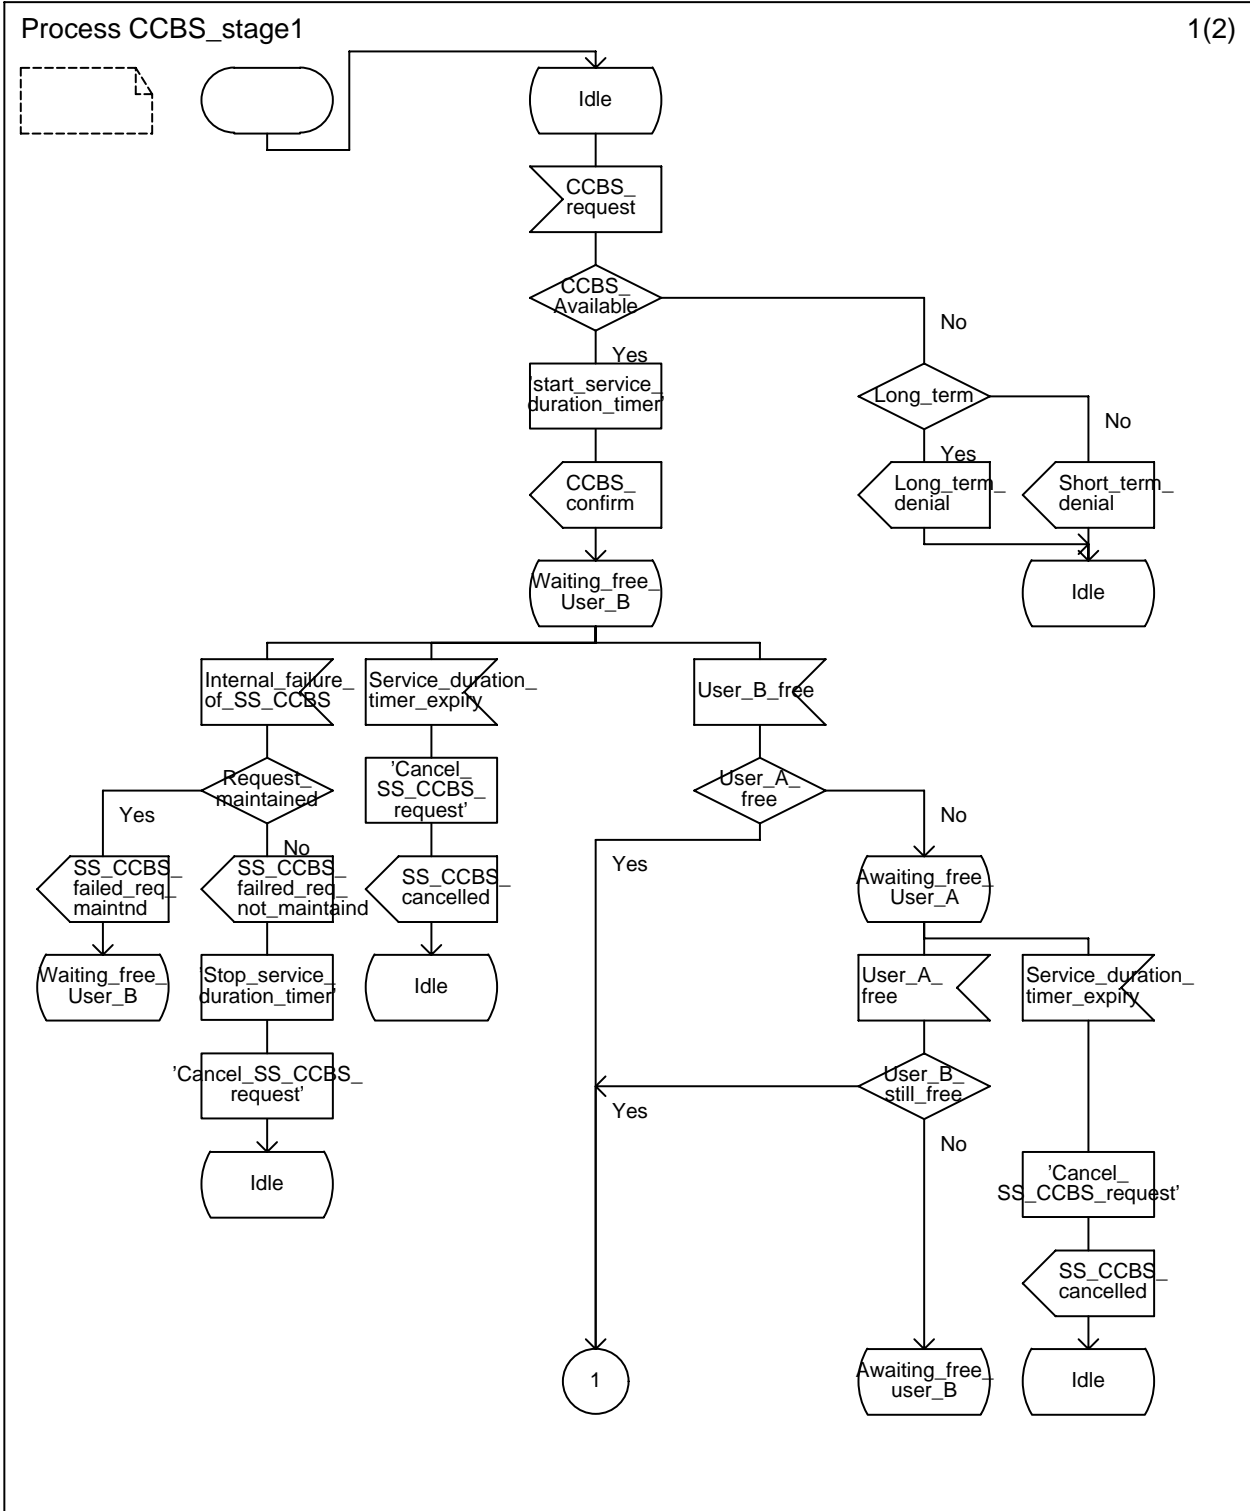 Process CCBS_stage1
1(2)
Idle
CCBS_
request
CCBS_
Available
No
Yes
'start_service_
duration_timer'
Long_term
No
Yes
CCBS_
confirm
Long_term_
denial
Short_term_
denial
Waiting_free_
User_B
Idle
Internal_failure_
of_SS_CCBS
Service_duration_
timer_expiry
User_B_free
Request_
maintained
'Cancel_
SS_CCBS_
request'
User_A_
free
Yes
No
No
Yes
SS_CCBS_
failed_req_
maintnd
SS_CCBS_
failred_req_
not_maintaind
SS_CCBS_
cancelled
Awaiting_free_
User_A
Waiting_free_
User_B
'Stop_service_
duration_timer'
Idle
User_A_
free
Service_duration_
timer_expiry
'Cancel_SS_CCBS_
request'
User_B_
still_free
Yes
No
Idle
'Cancel_
SS_CCBS_request'
SS_CCBS_
cancelled
1
Awaiting_free_
user_B
Idle